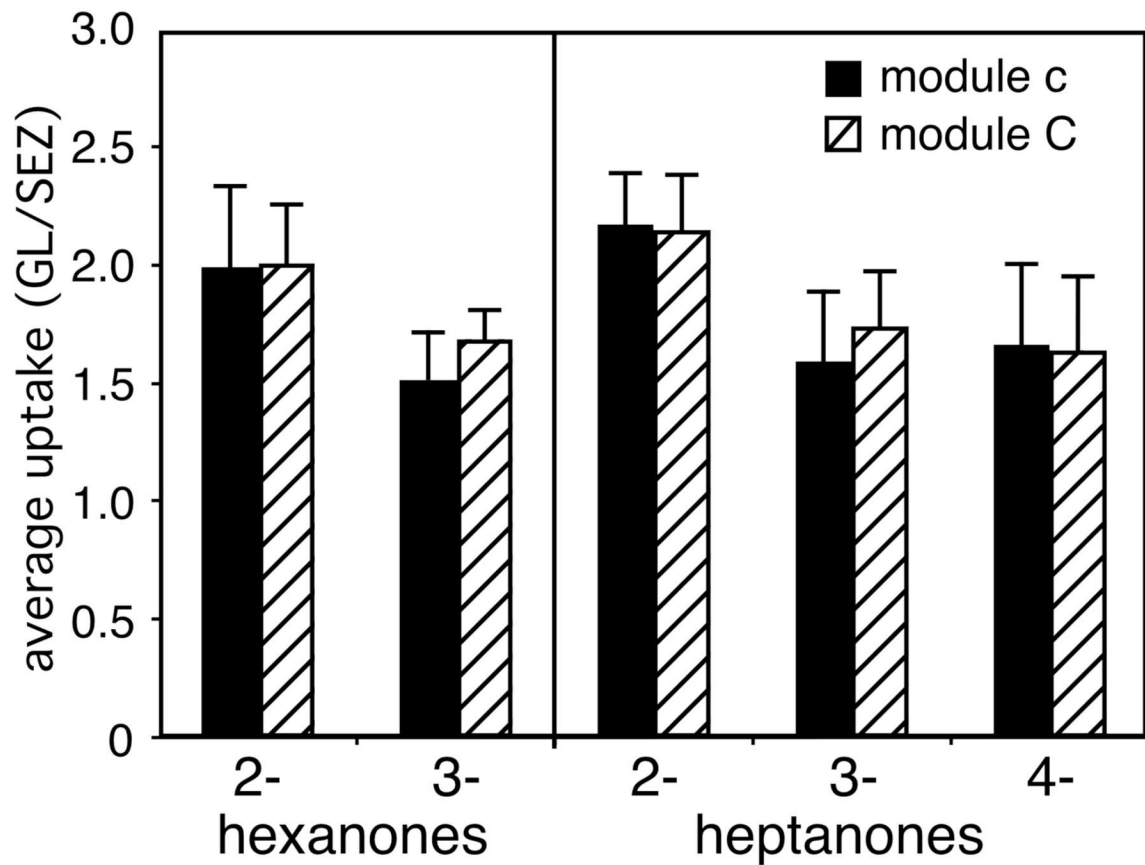 average uptake (GL/SEZ)
3.0
2.5
2.0
1.5
1.0
0.5
0
module c
module C
2- 3- 2- 3- 4-
hexanones heptanones